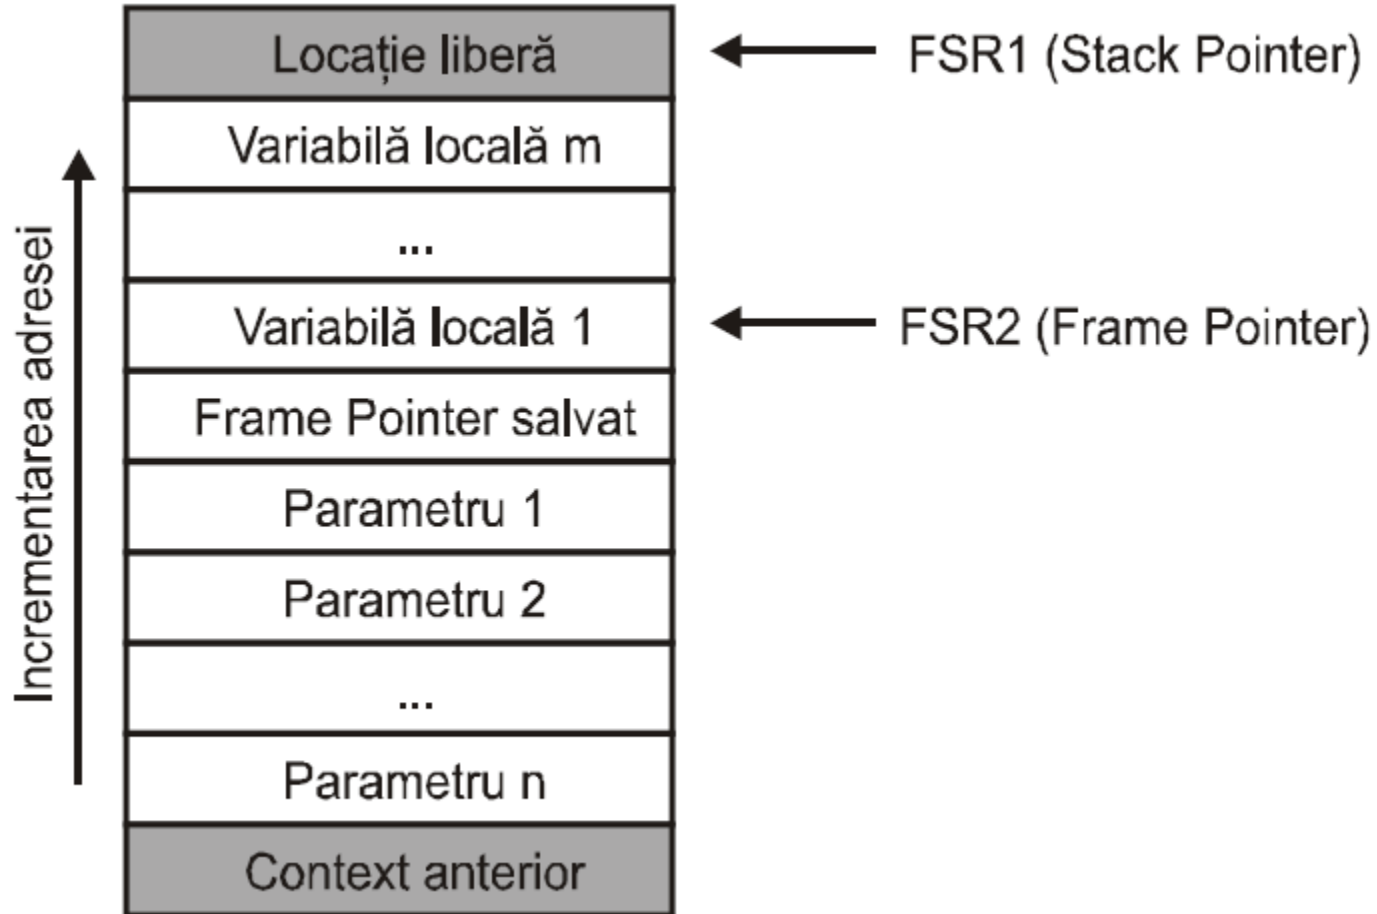 Locație liberă
FSR1 (Stack Pointer)
Variabilă locală m
...
Variabilă locală 1
FSR2 (Frame Pointer)
Frame Pointer salvat
Parametru 1
Parametru 2
...
Parametru n
Context anterior
Incrementarea adresei